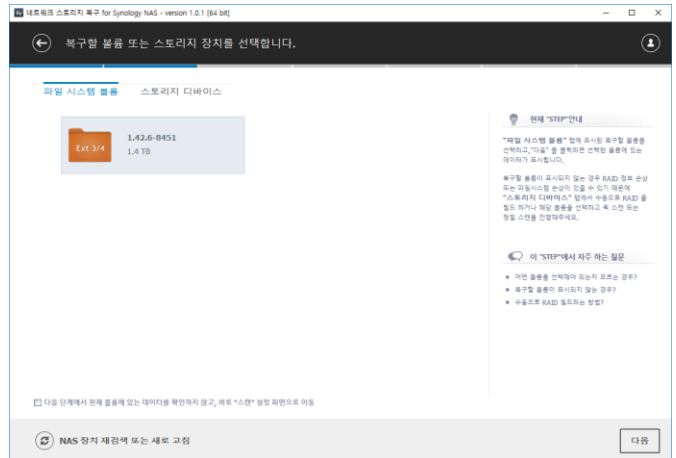 네트워크 스토리지 복구 for Synology NAS - version 1.0.1 (64 bit)
복구할 볼륨 또는 스토리지 장치를 선택합니다.
파일 시스템 볼륨
스토리지 디바이스
Ext 3/4
1.42.6-8451
1.4 TB
현재 "STEP"안내
"파일 시스템 볼륨" 탭에 표시된 복구할 볼륨을
선택하고,"다음" 을 클릭하면 선택된 볼륨에 있는
데이터가 표시됩니다.
복구할 볼륨이 표시되지 않는 경우 RAID 정보 손상
또는 파일시스템 손상이 있을 수 있기 때문에
"스토리지 디바이스" 탭에서 수동으로 RAID 를
빌드 하거나 해당 볼륨을 선택하고 퀵 스캔 또는
정밀 스캔을 진행해주세요.
이 "STEP"에서 자주 하는 질문
어떤 볼륨을 선택해야 되는지 모르는 경우?
복구할 볼륨이 표시되지 않는 경우?
수동으로 RAID 빌드하는 방법?
다음 단계에서 현재 볼륨에 있는 데이터를 확인하지 않고, 바로 "스캔" 설정 화면으로 이동
NAS 장치 재검색 또는 새로 고침
다음